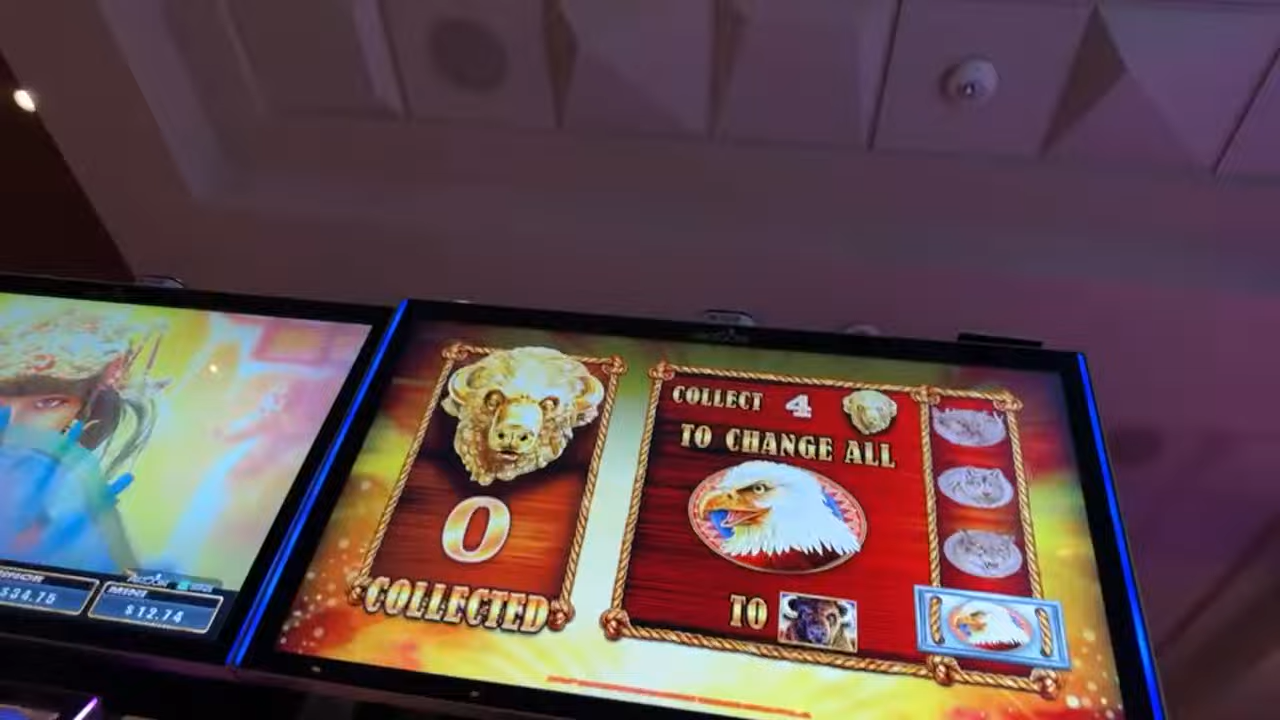 COLLECT 4
TO CHANGE ALL
TO
0
COLLECTED
$34.75
MINI
$12.74